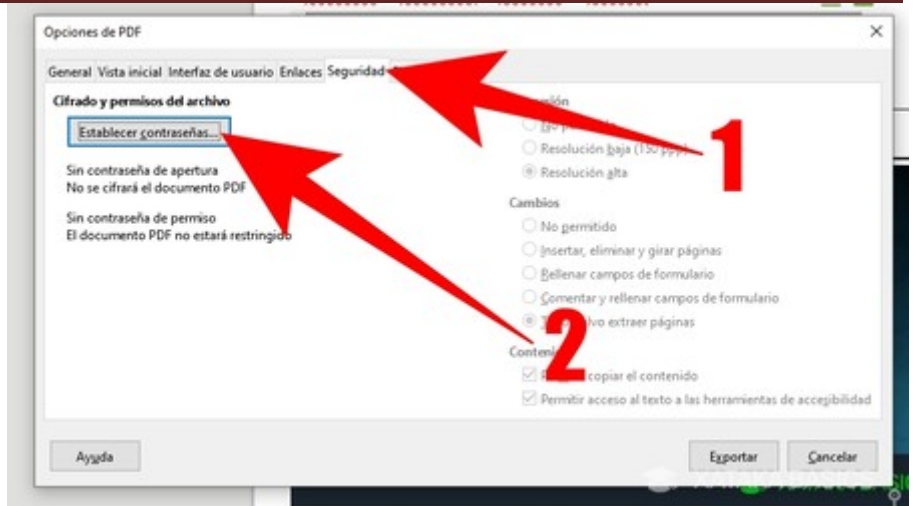 Opciones de PDF
General Vista inicial Interfaz de usuario Enlaces Seguridad
Cifrado y permisos del archivo
Establecer contraseñas...
Sin contraseña de apertura
No se cifrará el documento PDF
Sin contraseña de permiso
El documento PDF no estará restringido
Resolución baja (150 ppp)
Resolución alta
Cambios
No permitido
Insertar, eliminar y girar páginas
Rellenar campos de formulario
Comentar y rellenar campos de formulario
extraer páginas
copiar el contenido
Permitir acceso al texto a las herramientas de accesibilidad
1
2
Ayuda
Exportar
Cancelar